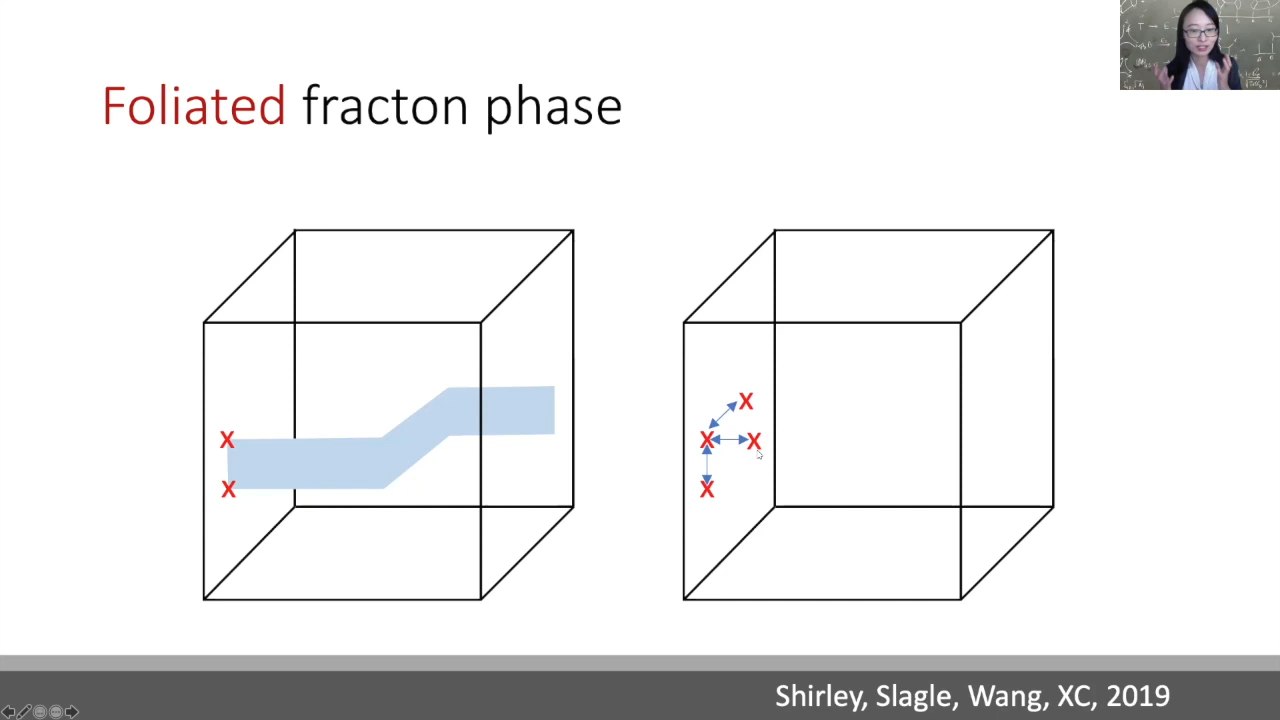 Foliated fracton phase
X
X
X
X X
X
Shirley, Slagle, Wang, XC, 2019